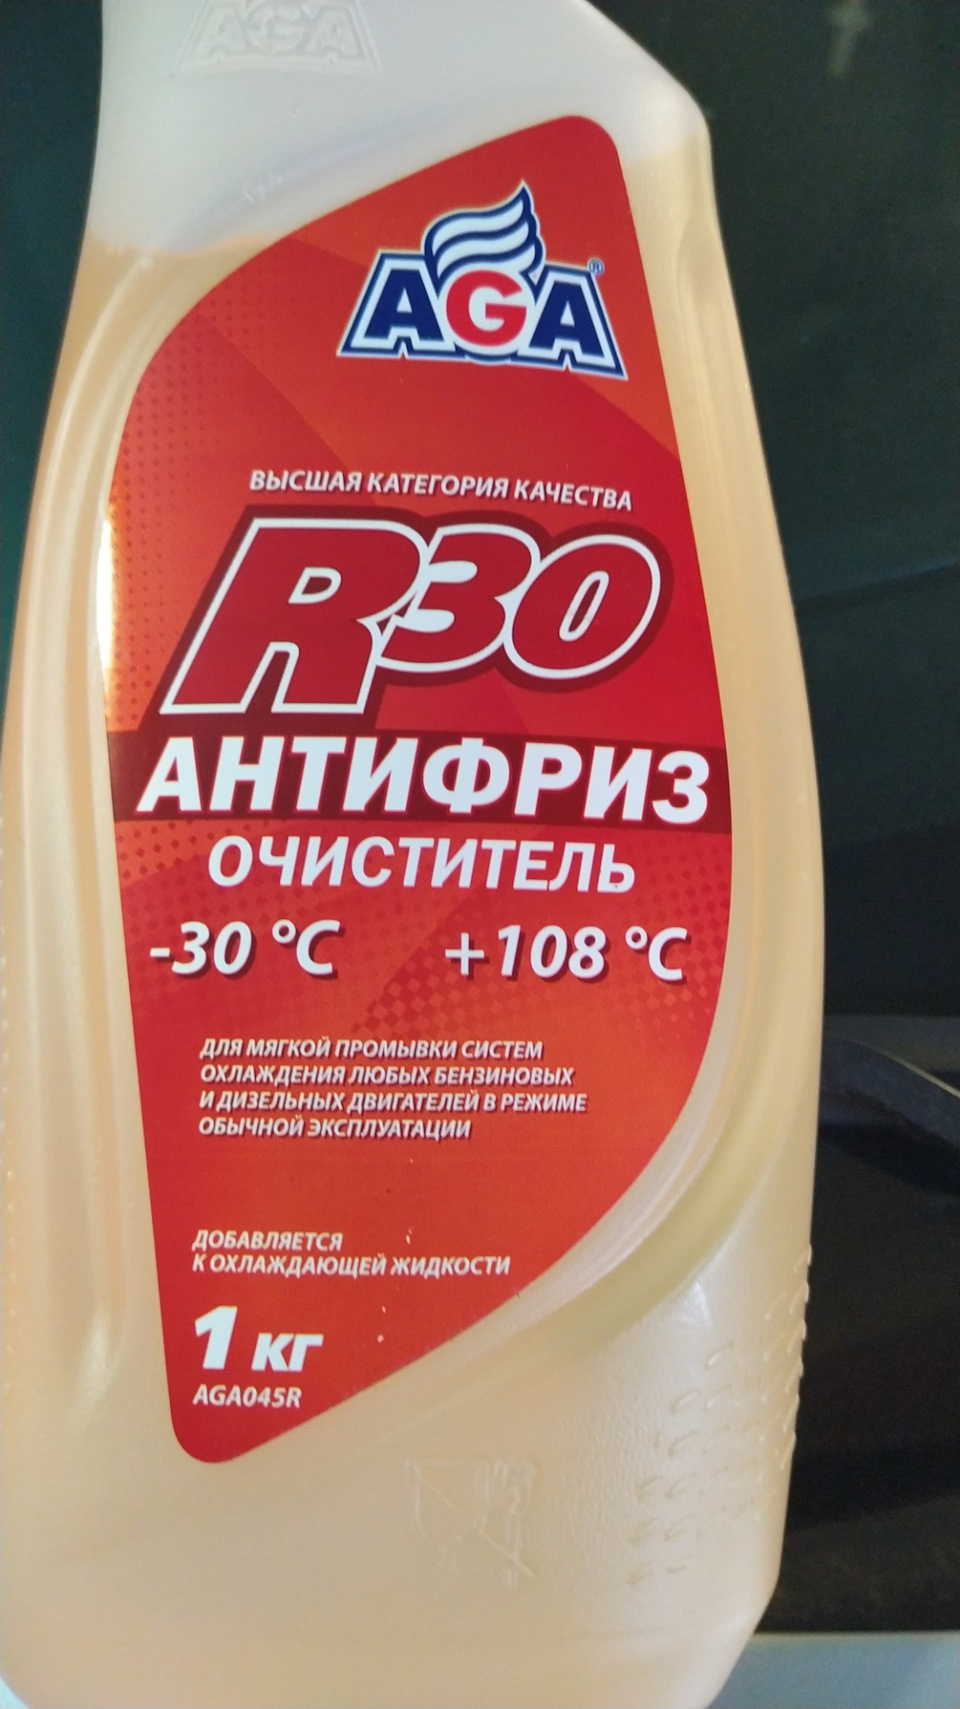 AGA
AGA®
ВЫСШАЯ КАТЕГОРИЯ КАЧЕСТВА
R30
АНТИФРИЗ
ОЧИСТИТЕЛЬ
-30 °C +108 °C
ДЛЯ МЯГКОЙ ПРОМЫВКИ СИСТЕМ
ОХЛАЖДЕНИЯ ЛЮБЫХ БЕНЗИНОВЫХ
И ДИЗЕЛЬНЫХ ДВИГАТЕЛЕЙ В РЕЖИМЕ
ОБЫЧНОЙ ЭКСПЛУАТАЦИИ
ДОБАВЛЯЕТСЯ
К ОХЛАЖДАЮЩЕЙ ЖИДКОСТИ
1 КГ
AGA045R